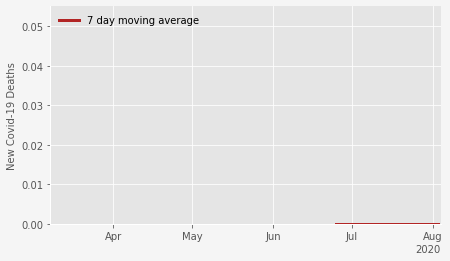 7 day moving average
New Covid-19 Deaths
0.05
0.04
0.03
0.02
0.01
0.00
Apr
May
Jun
Jul
Aug
2020